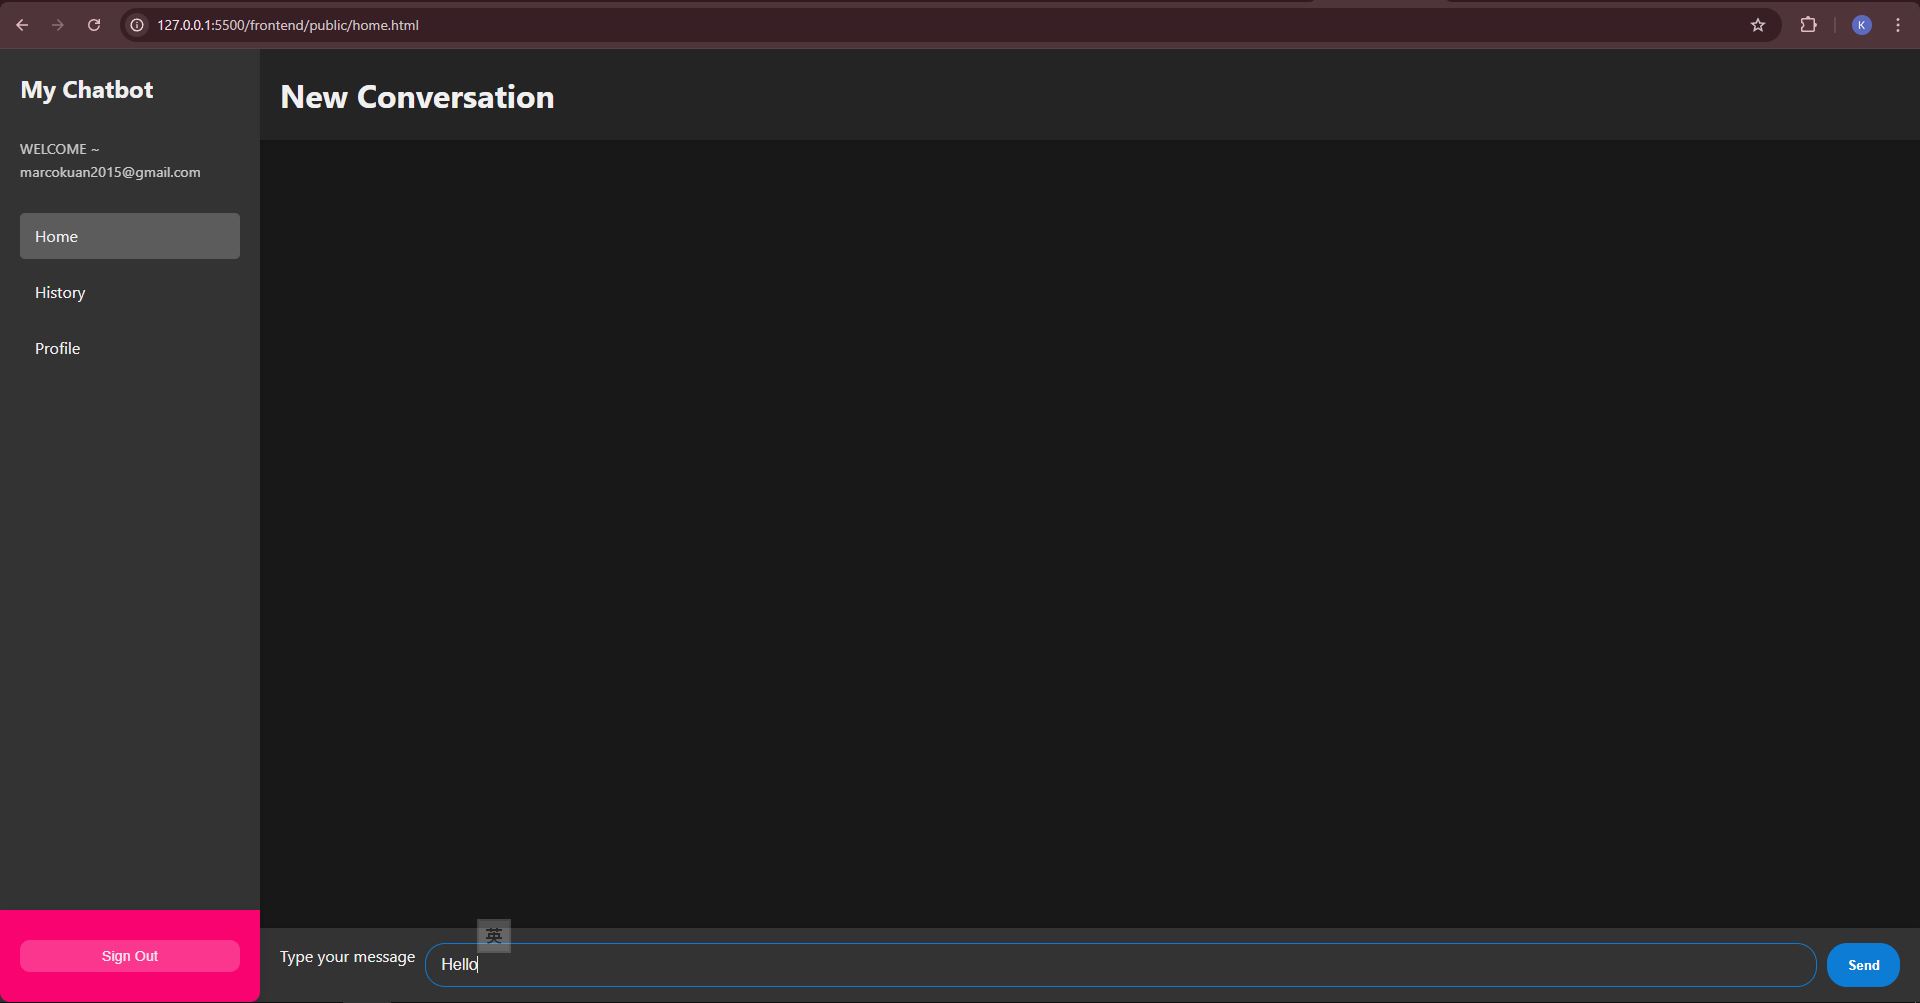 127.0.0.1:5500/frontend/public/home.html
K
My Chatbot
New Conversation
WELCOME ~
marcokuan2015@gmail.com
Home
History
Profile
Sign Out
英
Type your message
Hello
Send